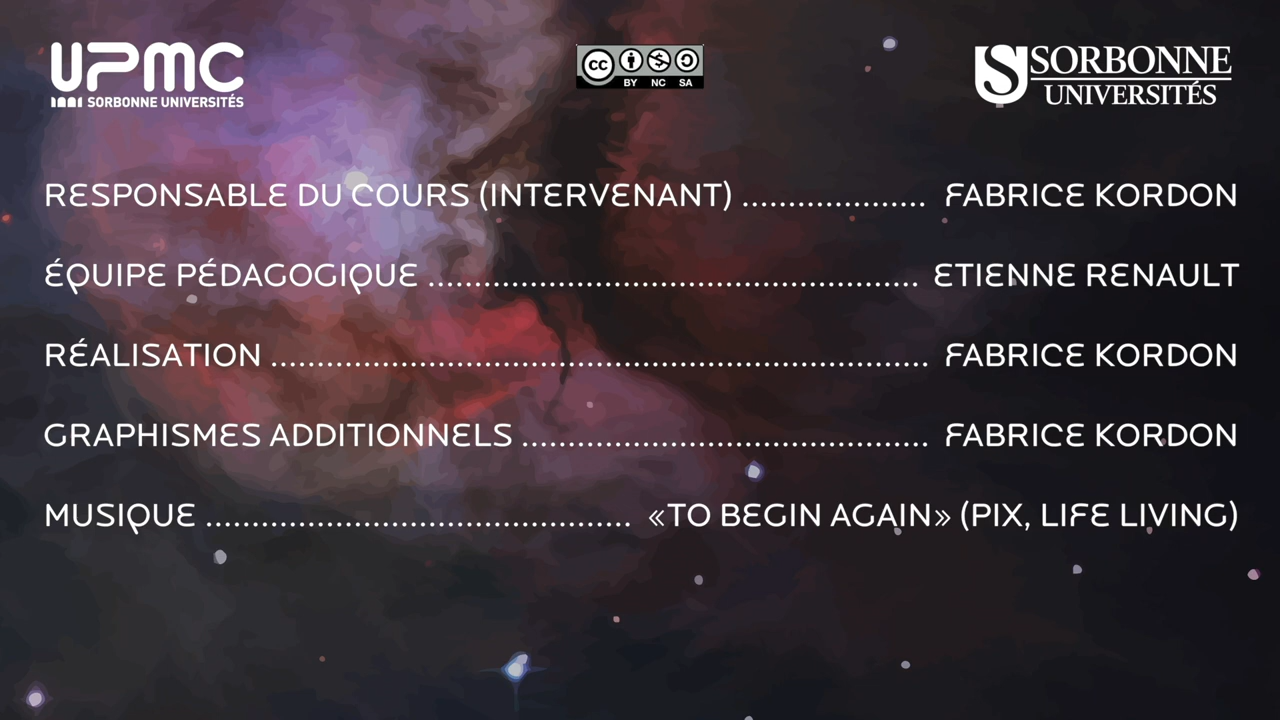 UPMC
SORBONNE UNIVERSITÉS
cc
BY NC SA
SORBONNE
UNIVERSITÉS
RESPONSABLE DU COURS (INTERVENANT) .................... FABRICE KORDON
ÉQUIPE PÉDAGOGIQUE .................................................... ETIENNE RENAULT
RÉALISATION ...................................................................... FABRICE KORDON
GRAPHISMES ADDITIONNELS ........................................... FABRICE KORDON
MUSIQUE ............................................. «TO BEGIN AGAIN» (PIX, LIFE LIVING)